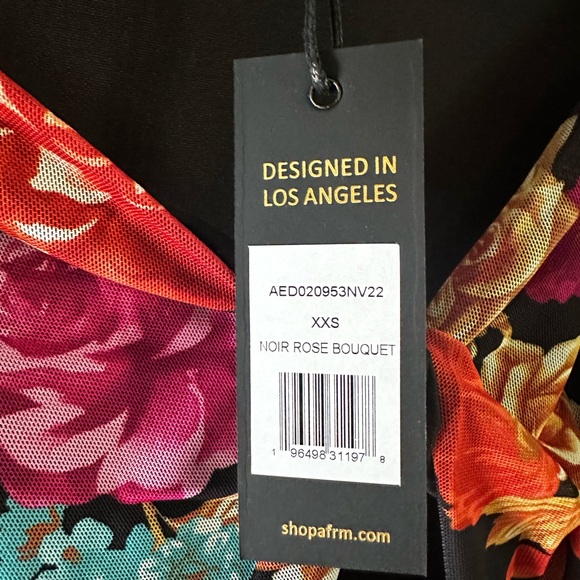 DESIGNED IN
LOS ANGELES
AED020953NV22
XXS
NOIR ROSE BOUQUET
1 96498 31197 8
shopafrm.com